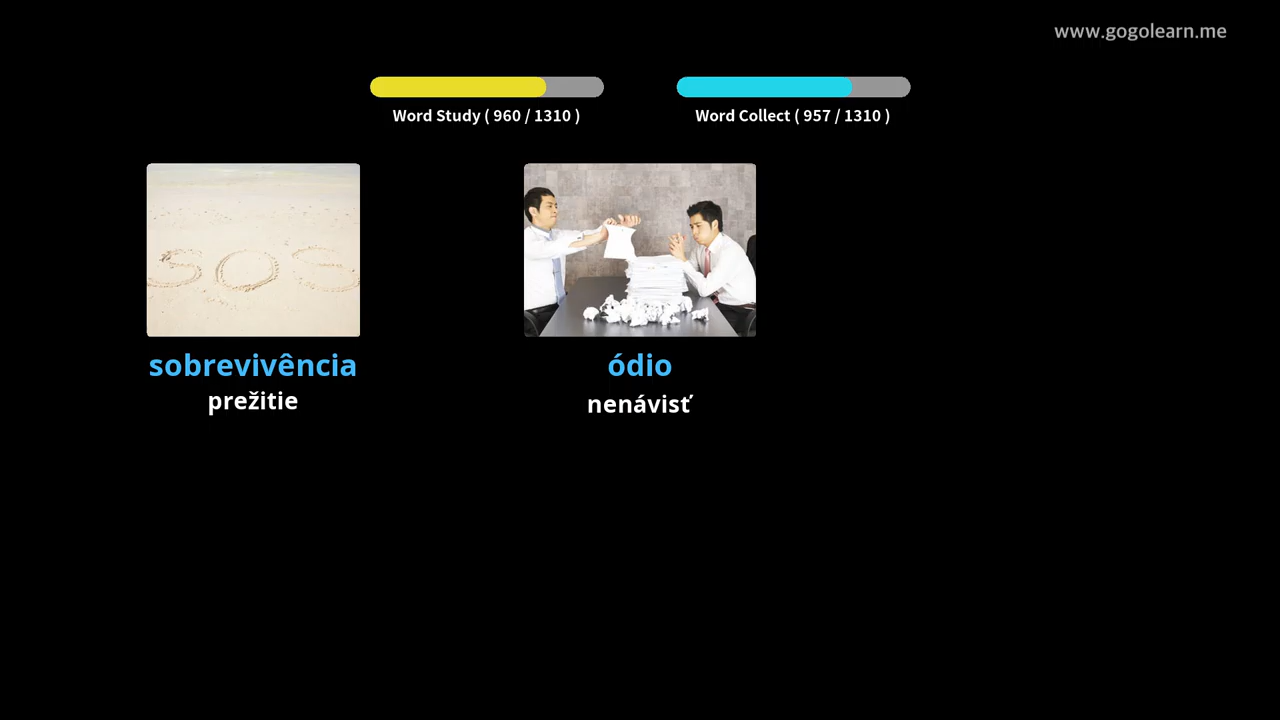 www.gogolearn.me
Word Study ( 960 / 1310 )
Word Collect ( 957 / 1310 )
SOS
sobrevivência
prežitie
ódio
nenávisť